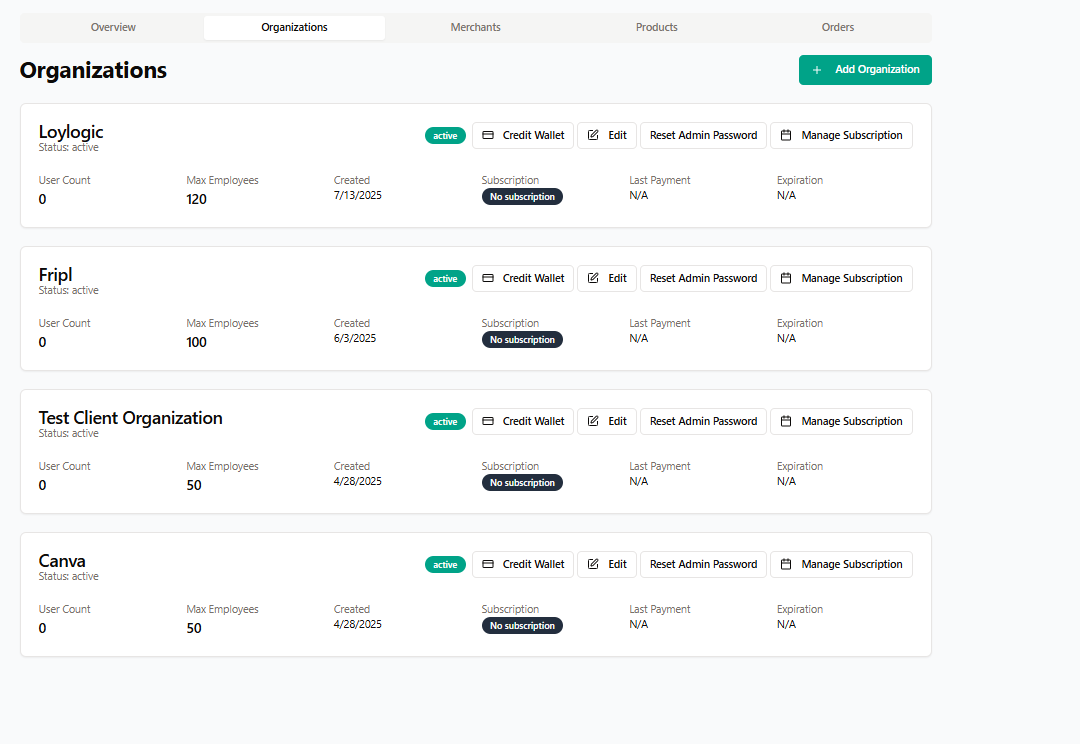 Overview Organizations Merchants Products Orders
Organizations
+ Add Organization
Loylogic
Status: active
active Credit Wallet Edit Reset Admin Password Manage Subscription
User Count Max Employees Created Subscription Last Payment Expiration
0 120 7/13/2025 No subscription N/A N/A
Fripl
Status: active
active Credit Wallet Edit Reset Admin Password Manage Subscription
User Count Max Employees Created Subscription Last Payment Expiration
0 100 6/3/2025 No subscription N/A N/A
Test Client Organization
Status: active
active Credit Wallet Edit Reset Admin Password Manage Subscription
User Count Max Employees Created Subscription Last Payment Expiration
0 50 4/28/2025 No subscription N/A N/A
Canva
Status: active
active Credit Wallet Edit Reset Admin Password Manage Subscription
User Count Max Employees Created Subscription Last Payment Expiration
0 50 4/28/2025 No subscription N/A N/A